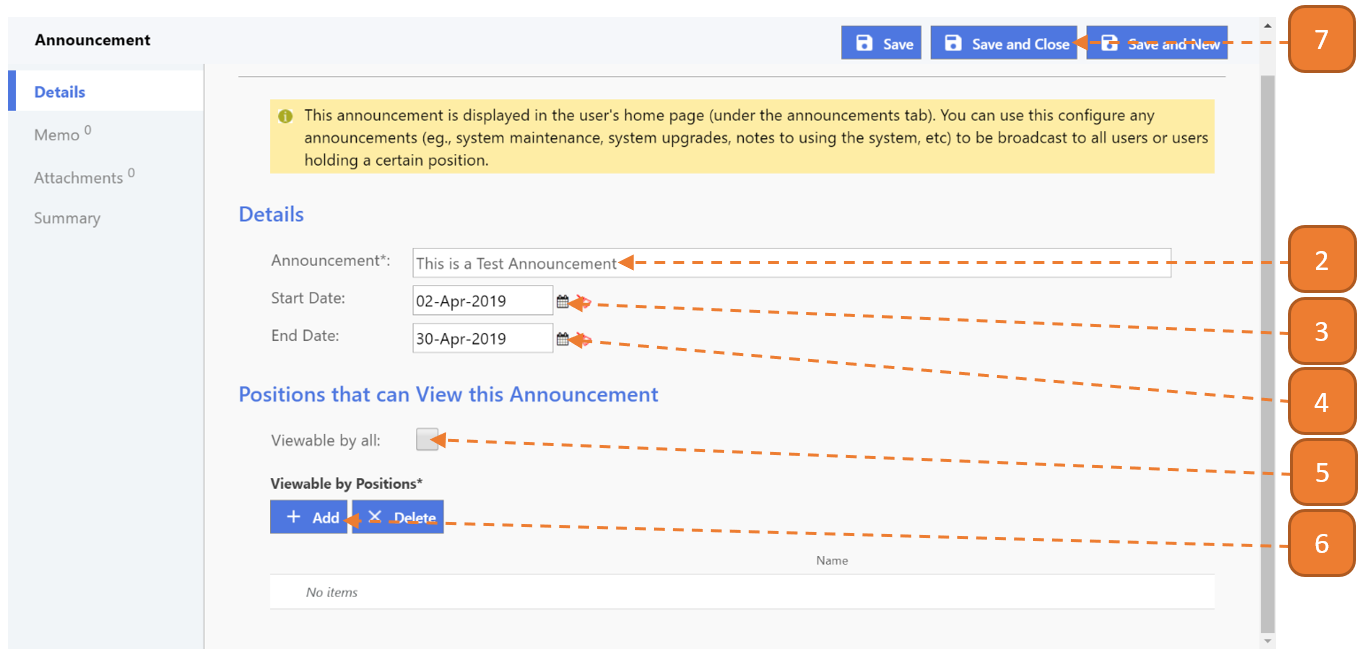 Announcement
Save
Save and Close
Save and New
7
Details
Memo 0
Attachments 0
Summary
This announcement is displayed in the user's home page (under the announcements tab). You can use this configure any
announcements (eg., system maintenance, system upgrades, notes to using the system, etc) to be broadcast to all users or users
holding a certain position.
Details
Announcement*:
This is a Test Announcement
2
Start Date:
02-Apr-2019
3
End Date:
30-Apr-2019
4
Positions that can View this Announcement
Viewable by all:
5
Viewable by Positions*
Add
Delete
6
Name
No items